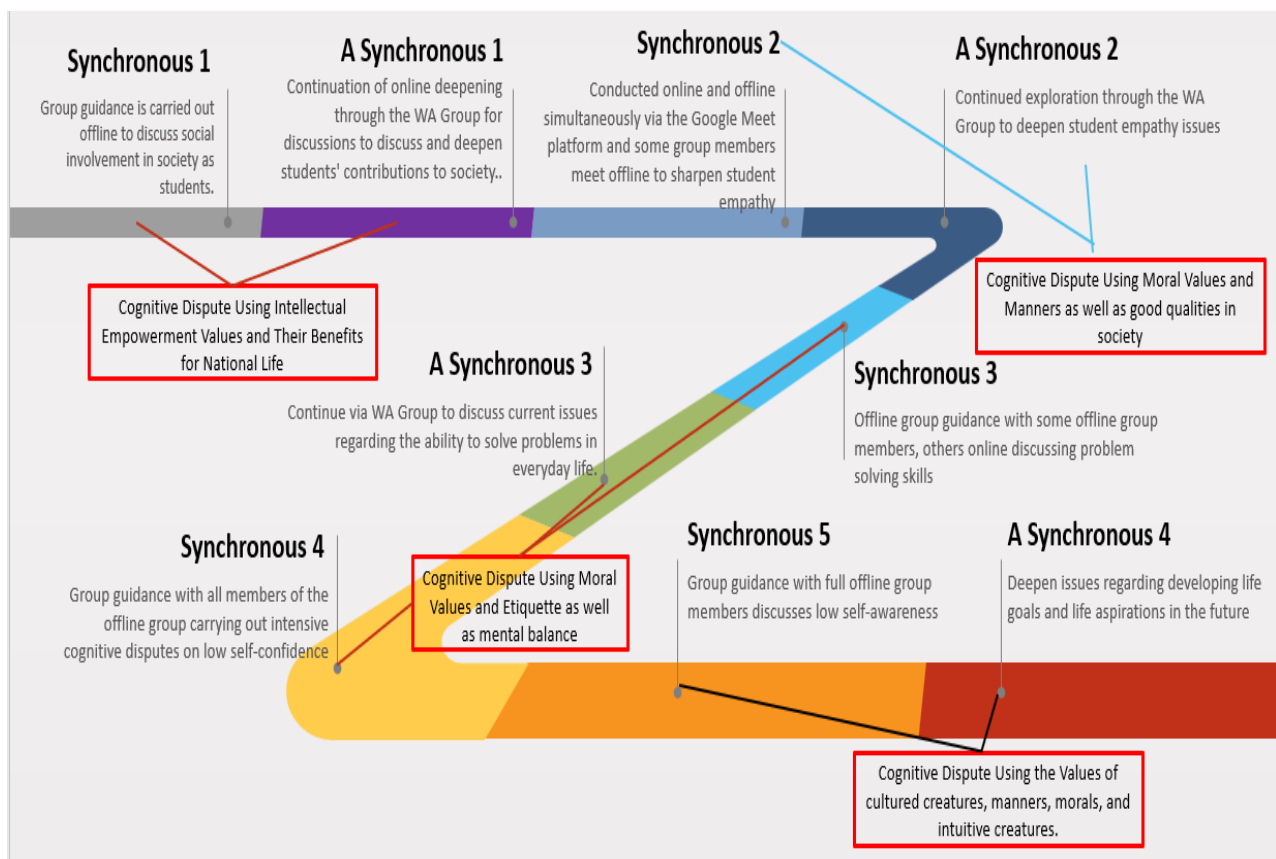 Synchronous 1
Group guidance is carried out
offline to discuss social
involvement in society as
students.
A Synchronous 1
Continuation of online deepening
through the WA Group for
discussions to discuss and deepen
students' contributions to society..
Synchronous 2
Conducted online and offline
simultaneously via the Google Meet
platform and some group members
meet offline to sharpen student
empathy
A Synchronous 2
Continued exploration through the WA
Group to deepen student empathy issues
Cognitive Dispute Using Intellectual
Empowerment Values and Their Benefits
for National Life
Cognitive Dispute Using Moral Values and
Manners as well as good qualities in
society
A Synchronous 3
Continue via WA Group to discuss current issues
regarding the ability to solve problems in
everyday life.
Synchronous 3
Offline group guidance with some offline group
members, others online discussing problem
solving skills
Synchronous 4
Group guidance with all members of the
offline group carrying out intensive
cognitive disputes on low self-confidence
Cognitive Dispute Using Moral
Values and Etiquette as well
as mental balance
Synchronous 5
Group guidance with full offline group
members discusses low self-awareness
A Synchronous 4
Deepen issues regarding developing life
goals and life aspirations in the future
Cognitive Dispute Using the Values of
cultured creatures, manners, morals, and
intuitive creatures.